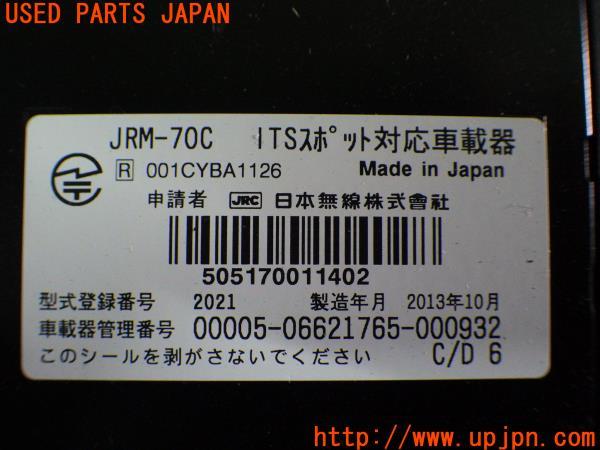 USED PARTS JAPAN
JRM-70C ITSスポット対応車載器
R 001CYBA1126 Made in Japan
申請者 JRC 日本無線株式會社
505170011402
型式登録番号 2021 製造年月 2013年10月
車載器管理番号 00005-06621765-000932
このシールを剥がさないでください C/D 6
http://www.upjpn.com